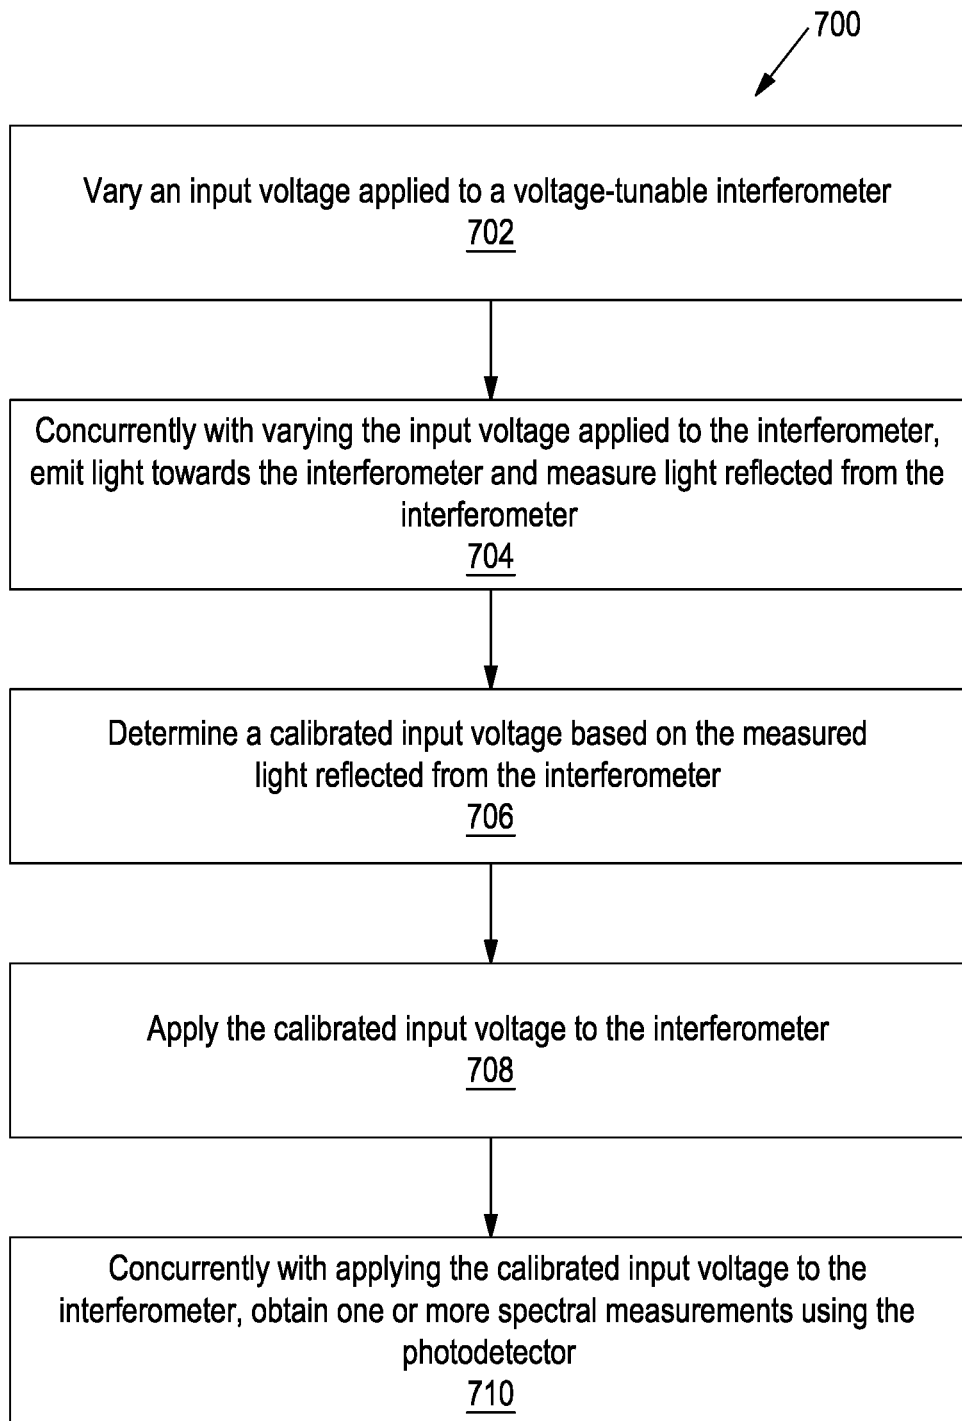 700
Vary an input voltage applied to a voltage-tunable interferometer
702
Concurrently with varying the input voltage applied to the interferometer,
emit light towards the interferometer and measure light reflected from the
interferometer
704
Determine a calibrated input voltage based on the measured
light reflected from the interferometer
706
Apply the calibrated input voltage to the interferometer
708
Concurrently with applying the calibrated input voltage to the
interferometer, obtain one or more spectral measurements using the
photodetector
710